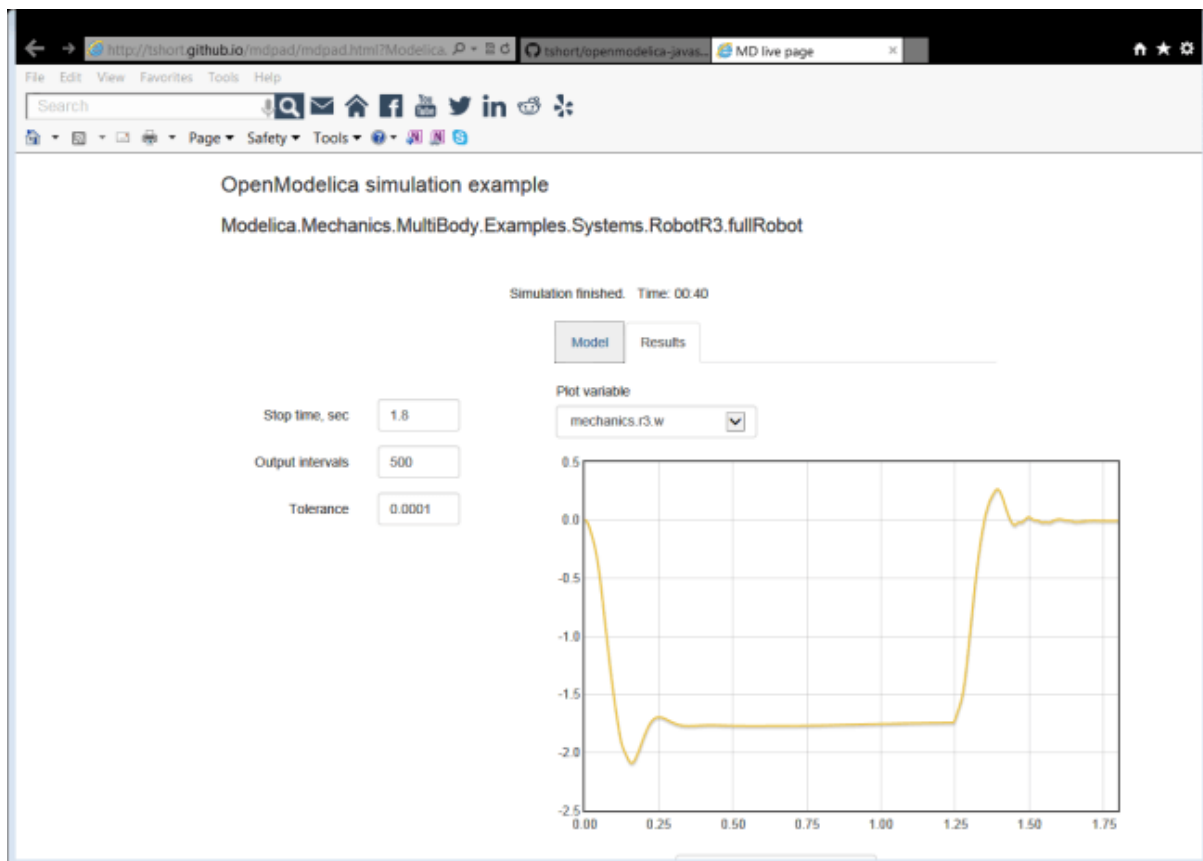 http://tshort.github.io/mdpad/mdpad.html?Modelica. tshort/openmodelica-javas... MD live page
File Edit View Favorites Tools Help
Search You Tube in
Page Safety Tools
OpenModelica simulation example
Modelica.Mechanics.MultiBody.Examples.Systems.RobotR3.fullRobot
Simulation finished. Time: 00:40
Model Results
Plot variable
Stop time, sec 1.8
mechanics.r3.w
Output intervals 500
Tolerance 0.0001
0.5
0.0
-0.5
-1.0
-1.5
-2.0
-2.5
0.00 0.25 0.50 0.75 1.00 1.25 1.50 1.75